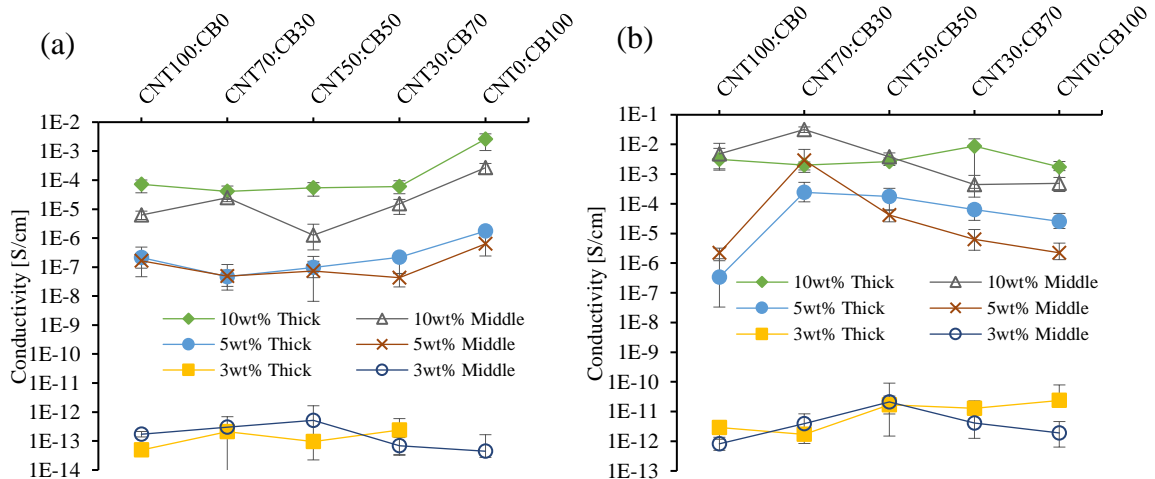 (a)
CNT100:CB0
CNT70:CB30
CNT50:CB50
CNT30:CB70
CNT0:CB100
1E-2
1E-3
1E-4
1E-5
1E-6
1E-7
1E-8
1E-9
1E-10
1E-11
1E-12
1E-13
1E-14
Conductivity [S/cm]
10wt% Thick
10wt% Middle
5wt% Thick
5wt% Middle
3wt% Thick
3wt% Middle
(b)
CNT100:CB0
CNT70:CB30
CNT50:CB50
CNT30:CB70
CNT0:CB100
1E-1
1E-2
1E-3
1E-4
1E-5
1E-6
1E-7
1E-8
1E-9
1E-10
1E-11
1E-12
1E-13
Conductivity [S/cm]
10wt% Thick
10wt% Middle
5wt% Thick
5wt% Middle
3wt% Thick
3wt% Middle